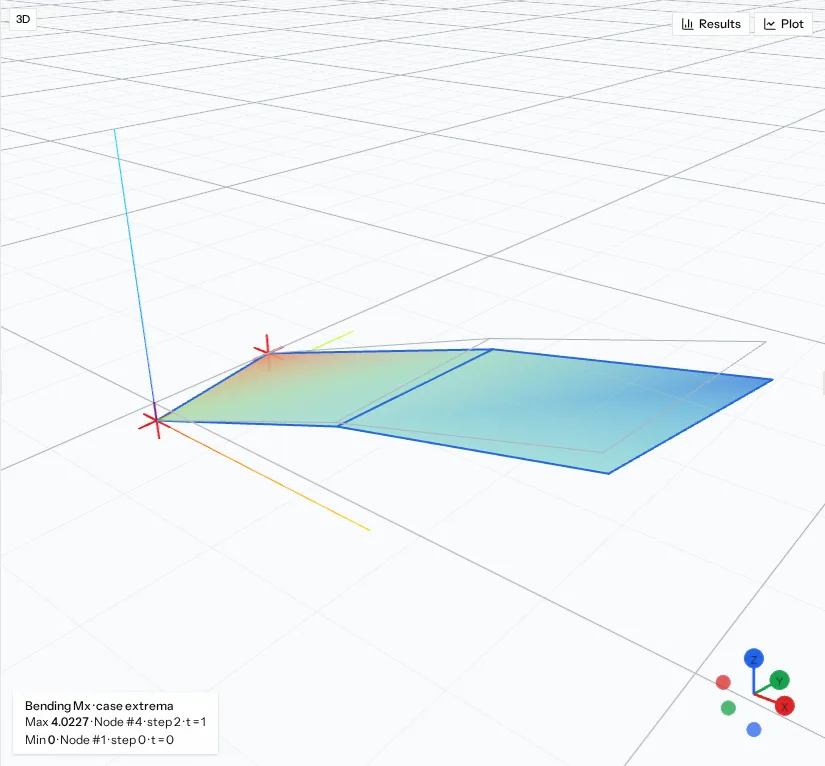 3D
Results
Plot
Z
Y
X
Bending Mx·case extrema
Max 4.0227·Node #4·step 2·t=1
Min 0·Node #1·step 0·t=0